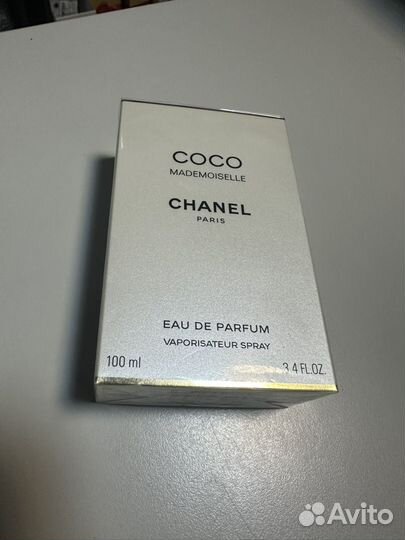 COCO
MADEMOISELLE
CHANEL
PARIS
EAU DE PARFUM
VAPORISATEUR SPRAY
100 ml 3.4 FL.OZ.
Avito